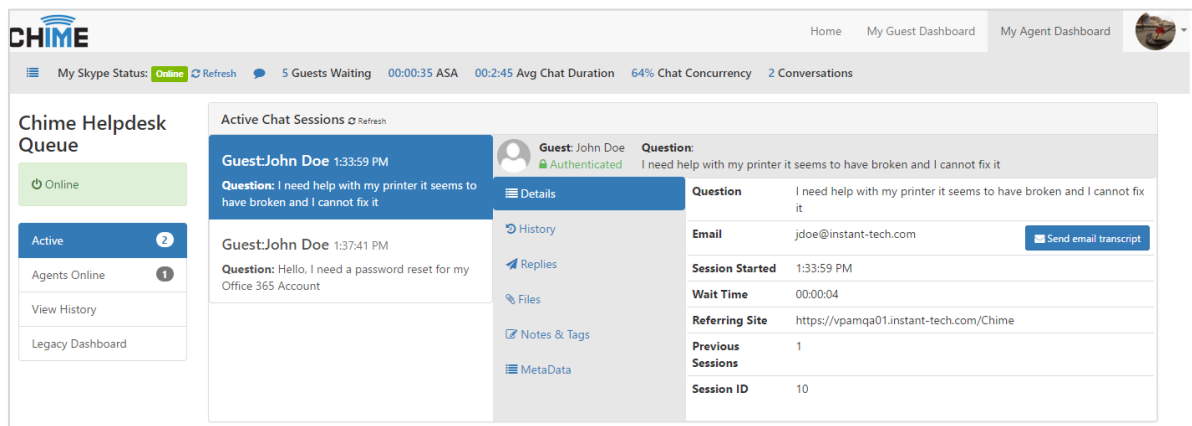 CHIME
Home My Guest Dashboard My Agent Dashboard
My Skype Status: Online Refresh 5 Guests Waiting 00:00:35 ASA 00:2:45 Avg Chat Duration 64% Chat Concurrency 2 Conversations
Chime Helpdesk
Queue
Online
Active 2
Agents Online 1
View History
Legacy Dashboard
Active Chat Sessions Refresh
Guest:John Doe 1:33:59 PM
Question: I need help with my printer it seems to
have broken and I cannot fix it
Guest:John Doe 1:37:41 PM
Question: Hello, I need a password reset for my
Office 365 Account
Guest: John Doe Question:
Authenticated I need help with my printer it seems to have broken and I cannot fix it
Details
History
Replies
Files
Notes & Tags
MetaData
Question I need help with my printer it seems to have broken and I cannot fix
it
Email jdoe@instant-tech.com Send email transcript
Session Started 1:33:59 PM
Wait Time 00:00:04
Referring Site https://vpamqa01.instant-tech.com/Chime
Previous 1
Sessions
Session ID 10